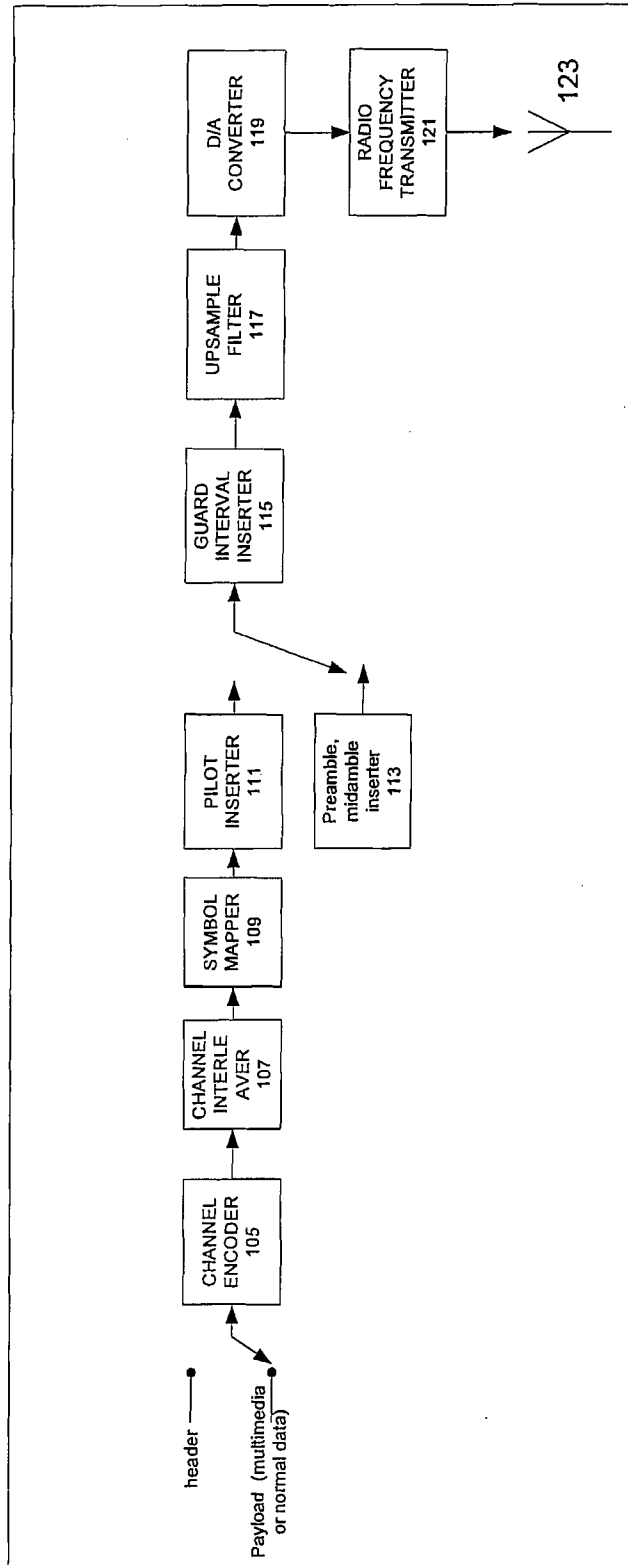 header
Payload (multimedia
or normal data)
CHANNEL
ENCODER
105
CHANNEL
INTERLE
AVER
107
SYMBOL
MAPPER
109
PILOT
INSERTER
111
Preamble,
midamble
inserter
113
GUARD
INTERVAL
INSERTER
115
UPSAMPLE
FILTER
117
D/A
CONVERTER
119
RADIO
FREQUENCY
TRANSMITTER
121
123